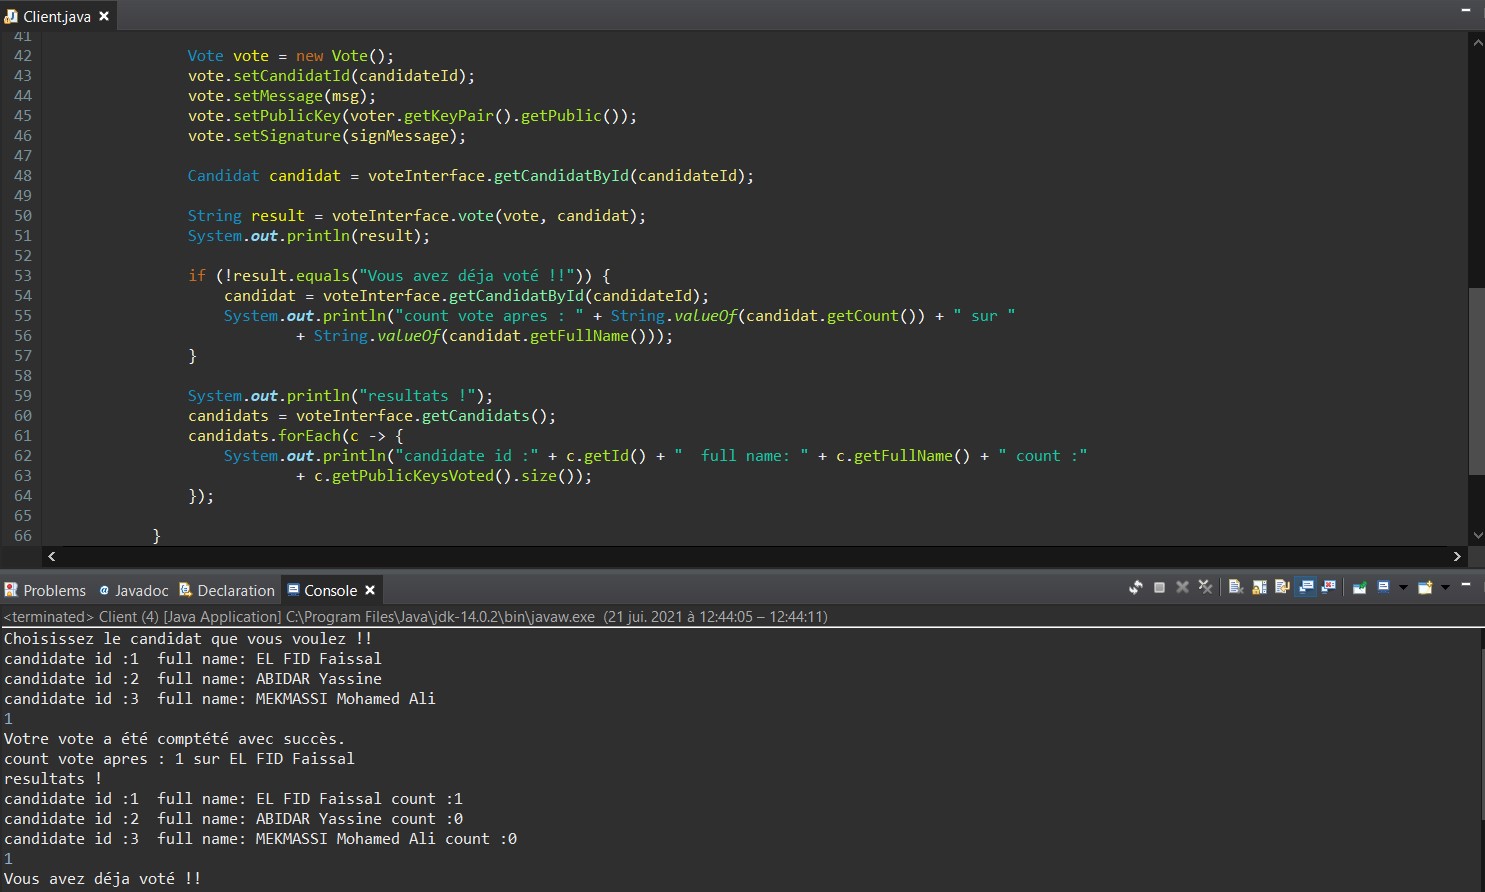 Client.java
41
42 Vote vote = new Vote();
43 vote.setCandidatId(candidateId);
44 vote.setMessage(msg);
45 vote.setPublicKey(voter.getKeyPair().getPublic());
46 vote.setSignature(signMessage);
47
48 Candidat candidat = voteInterface.getCandidatById(candidateId);
49
50 String result = voteInterface.vote(vote, candidat);
51 System.out.println(result);
52
53 if (!result.equals("Vous avez déja voté !!")) {
54 candidat = voteInterface.getCandidatById(candidateId);
55 System.out.println("count vote apres : " + String.valueOf(candidat.getCount()) + " sur "
56 + String.valueOf(candidat.getFullName()));
57 }
58
59 System.out.println("resultats !");
60 candidats = voteInterface.getCandidats();
61 candidats.forEach(c -> {
62 System.out.println("candidate id :" + c.getId() + "  full name: " + c.getFullName() + " count :"
63 + c.getPublicKeysVoted().size());
64 });
65
66 }
Problems Javadoc Declaration Console
<terminated> Client (4) [Java Application] C:\Program Files\Java\jdk-14.0.2\bin\javaw.exe (21 jui. 2021 à 12:44:05 – 12:44:11)
Choisissez le candidat que vous voulez !!
candidate id :1  full name: EL FID Faissal
candidate id :2  full name: ABIDAR Yassine
candidate id :3  full name: MEKMASSI Mohamed Ali
1
Votre vote a été comptété avec succès.
count vote apres : 1 sur EL FID Faissal
resultats !
candidate id :1  full name: EL FID Faissal count :1
candidate id :2  full name: ABIDAR Yassine count :0
candidate id :3  full name: MEKMASSI Mohamed Ali count :0
1
Vous avez déja voté !!